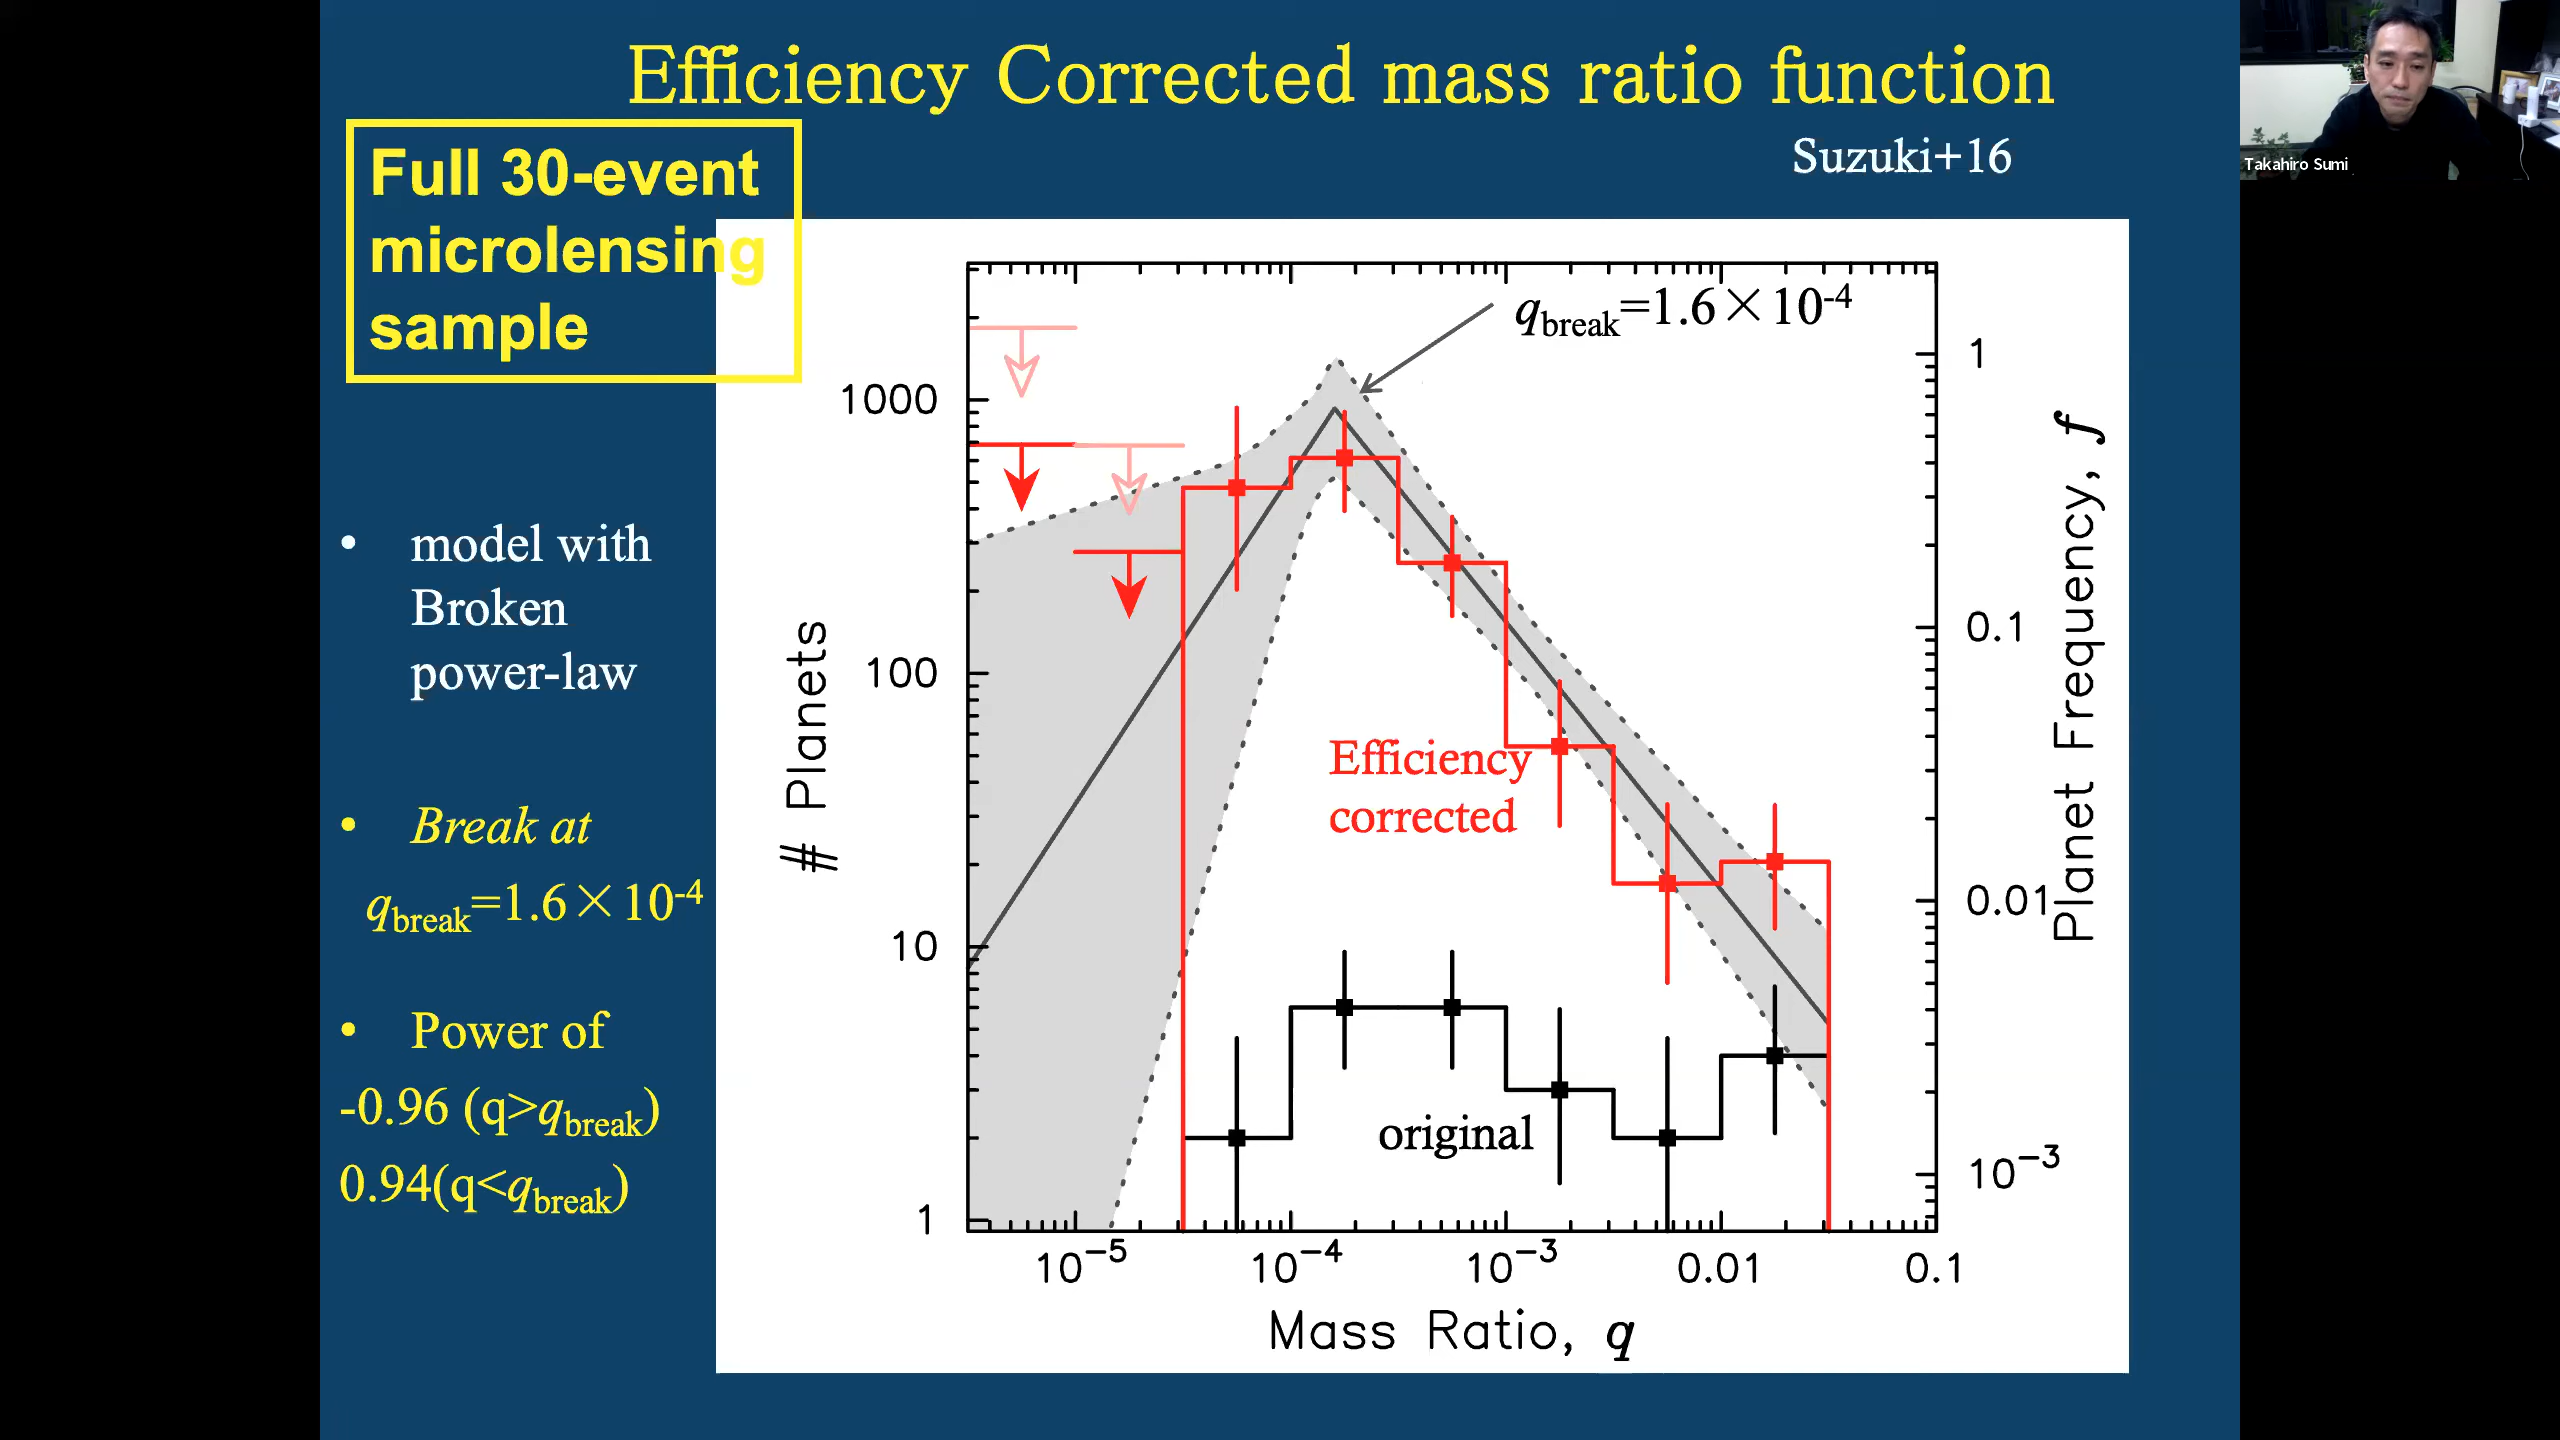 Efficiency Corrected mass ratio function
Suzuki+16
Takahiro Sumi
Full 30-event
microlensing
sample
• model with
Broken
power-law
• Break at
qbreak=1.6×10-4
• Power of
-0.96 (q>qbreak)
0.94(q<qbreak)
qbreak=1.6×10-4
Efficiency
corrected
original
# Planets
1000
100
10
1
Planet Frequency, f
1
0.1
0.01
10-3
10-5
10-4
10-3
0.01
0.1
Mass Ratio, q